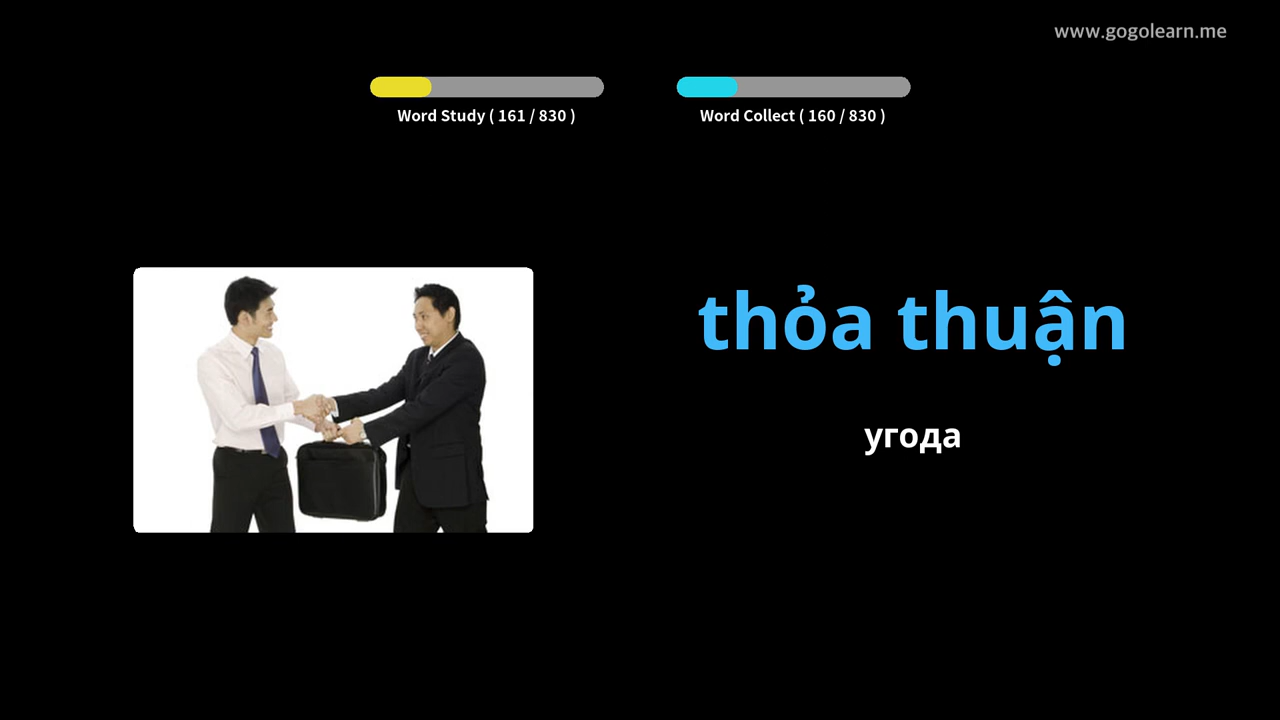 www.gogolearn.me
Word Study ( 161 / 830 )
Word Collect ( 160 / 830 )
thỏa thuận
угода